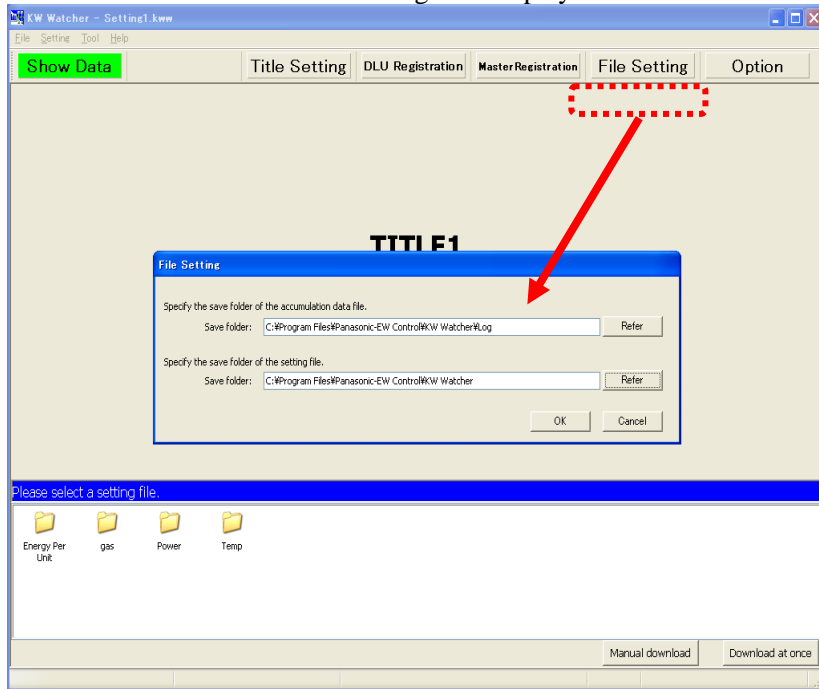 KW Watcher - Setting1.kww
File Setting Tool Help
Show Data Title Setting DLU Registration MasterRegistration File Setting Option
TITLE1
File Setting
Specify the save folder of the accumulation data file.
Save folder: C:¥Program Files¥Panasonic-EW Control¥KW Watcher¥Log Refer
Specify the save folder of the setting file.
Save folder: C:¥Program Files¥Panasonic-EW Control¥KW Watcher Refer
OK Cancel
Please select a setting file.
Energy Per Unit gas Power Temp
Manual download Download at once